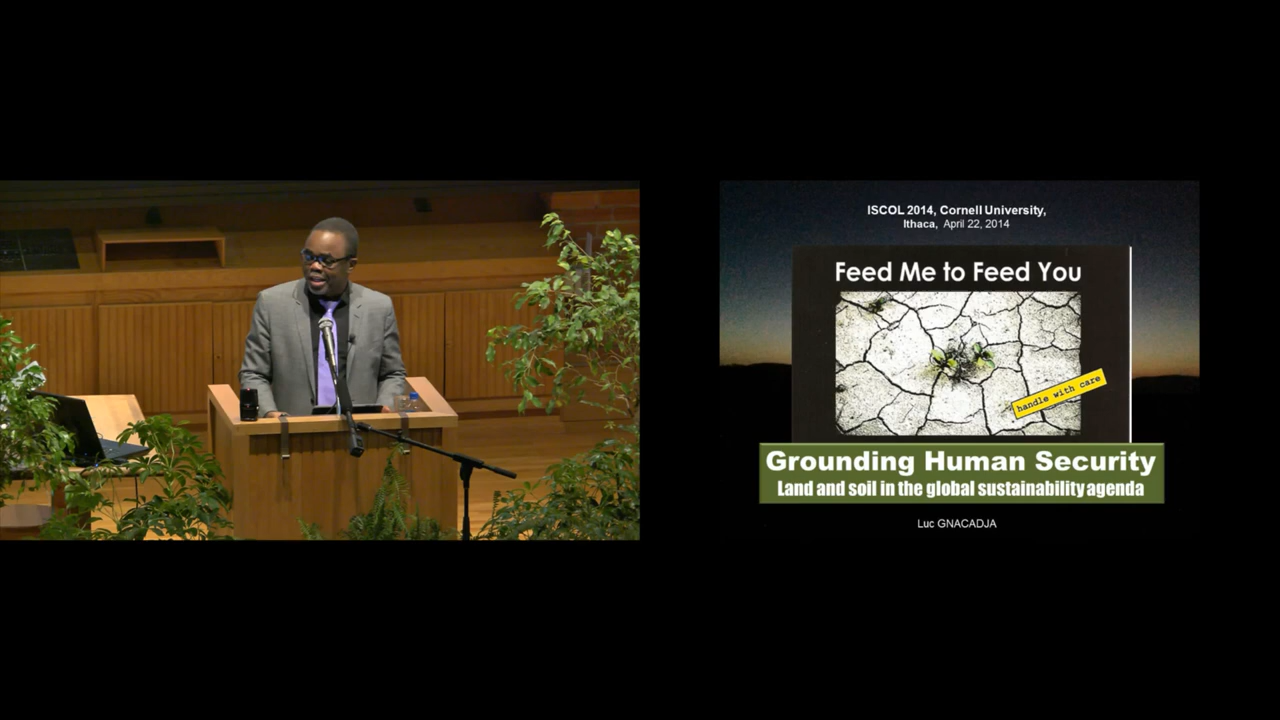 ISCOL 2014, Cornell University,
Ithaca, April 22, 2014
Feed Me to Feed You
handle with care
Grounding Human Security
Land and soil in the global sustainability agenda
Luc GNACADJA